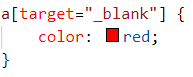 a[target="_blank"] {
    color: red;
}